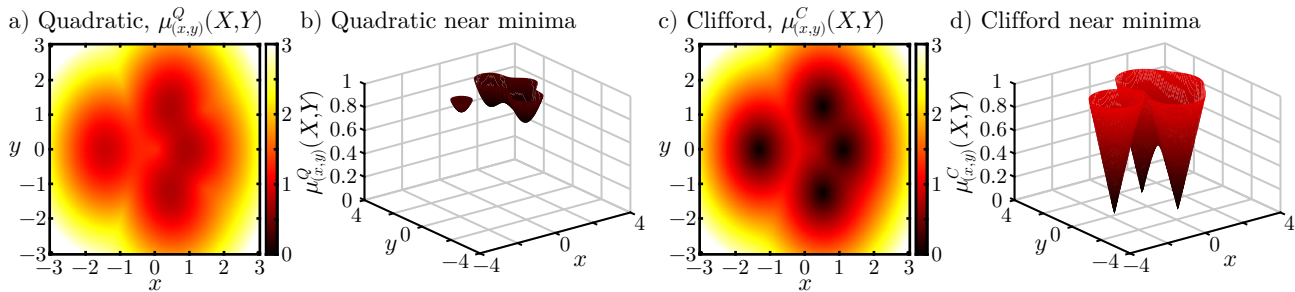 a) Quadratic, μ^Q_(x,y)(X,Y)
3
2
1
y 0
−1
−2
−3
−3 −2 −1 0 1 2 3
x
3
2
1
0
b) Quadratic near minima
μ^Q_(x,y)(X,Y)
1
0.8
0.6
0.4
0.2
0
4
y 0
−4
−4
0
x
4
c) Clifford, μ^C_(x,y)(X,Y)
3
2
1
y 0
−1
−2
−3
−3 −2 −1 0 1 2 3
x
3
2
1
0
d) Clifford near minima
μ^C_(x,y)(X,Y)
1
0.8
0.6
0.4
0.2
0
4
y 0
−4
−4
0
x
4